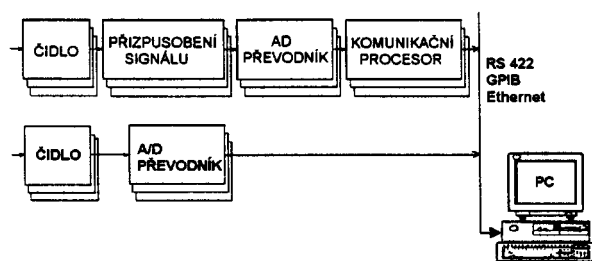 ČIDLO
PŘIZPUSOBENÍ
SIGNÁLU
AD
PŘEVODNÍK
KOMUNIKAČNÍ
PROCESOR
RS 422
GPIB
Ethernet
ČIDLO
A/D
PŘEVODNÍK
PC